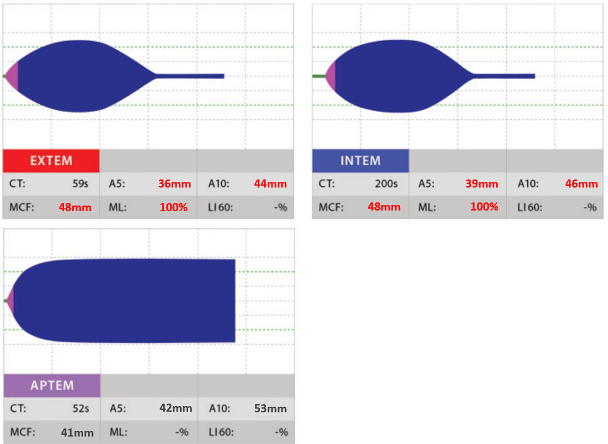 EXTEM
CT: 59s A5: 36mm A10: 44mm
MCF: 48mm ML: 100% LI60: -%
INTEM
CT: 200s A5: 39mm A10: 46mm
MCF: 48mm ML: 100% LI60: -%
APTEM
CT: 52s A5: 42mm A10: 53mm
MCF: 41mm ML: -% LI60: -%